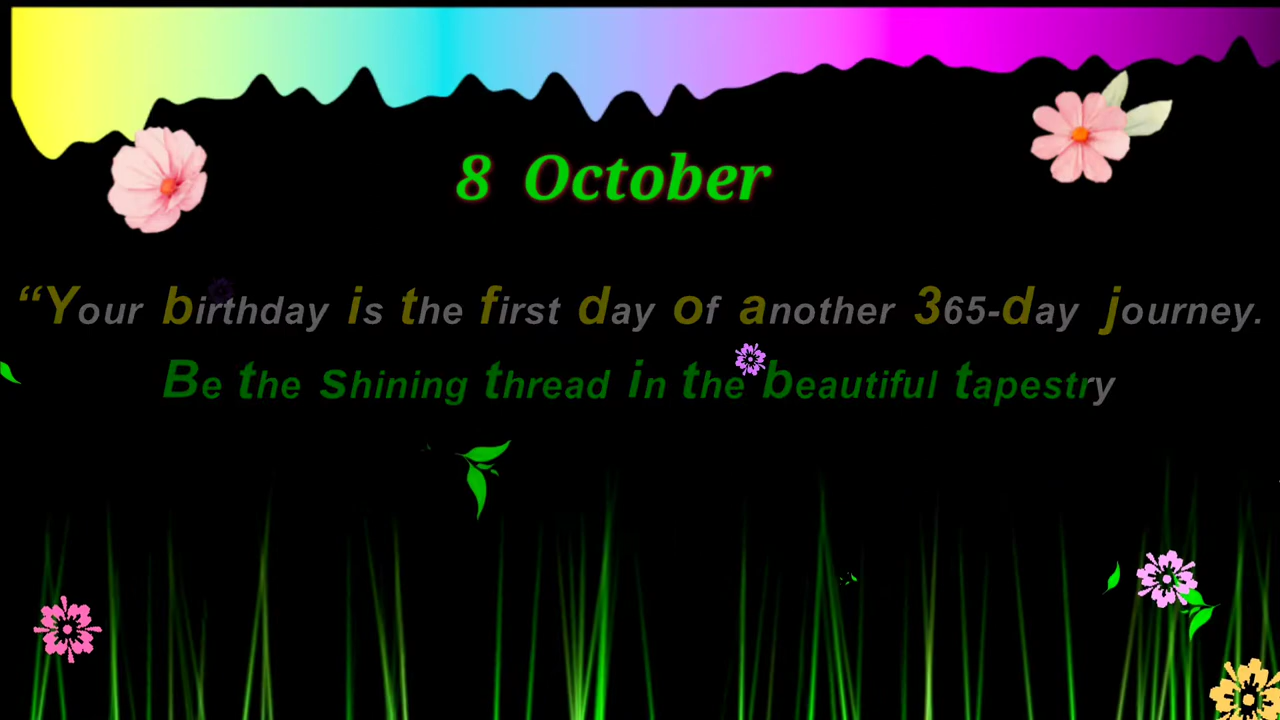 8 October
“Your birthday is the first day of another 365-day journey.
Be the shining thread in the beautiful tapestry